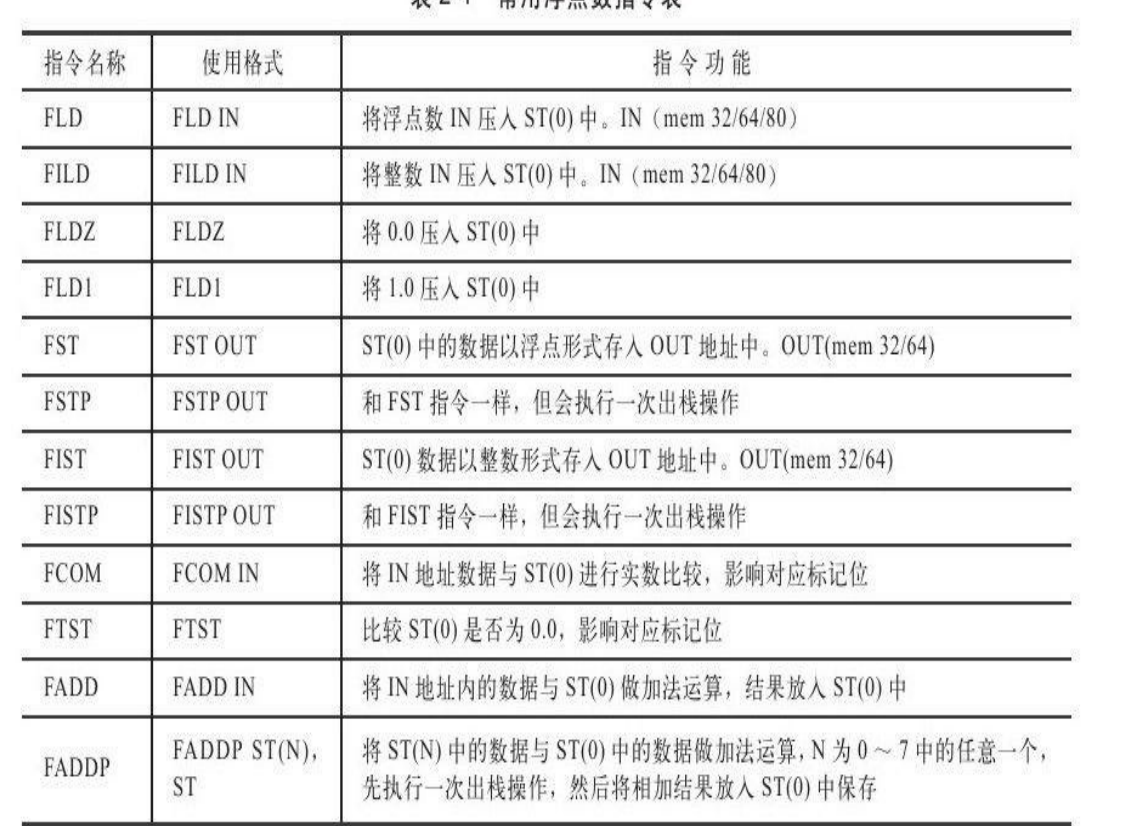 表 2-1 常用浮点数指令表
指令名称 使用格式 指令功能
FLD FLD IN 将浮点数 IN 压入 ST(0) 中。IN（mem 32/64/80）
FILD FILD IN 将整数 IN 压入 ST(0) 中。IN（mem 32/64/80）
FLDZ FLDZ 将 0.0 压入 ST(0) 中
FLD1 FLD1 将 1.0 压入 ST(0) 中
FST FST OUT ST(0) 中的数据以浮点形式存入 OUT 地址中。OUT(mem 32/64)
FSTP FSTP OUT 和 FST 指令一样，但会执行一次出栈操作
FIST FIST OUT ST(0) 数据以整数形式存入 OUT 地址中。OUT(mem 32/64)
FISTP FISTP OUT 和 FIST 指令一样，但会执行一次出栈操作
FCOM FCOM IN 将 IN 地址数据与 ST(0) 进行实数比较，影响对应标记位
FTST FTST 比较 ST(0) 是否为 0.0，影响对应标记位
FADD FADD IN 将 IN 地址内的数据与 ST(0) 做加法运算，结果放入 ST(0) 中
FADDP FADDP ST(N), ST 将 ST(N) 中的数据与 ST(0) 中的数据做加法运算，N 为 0～7 中的任意一个，
先执行一次出栈操作，然后将相加结果放入 ST(0) 中保存